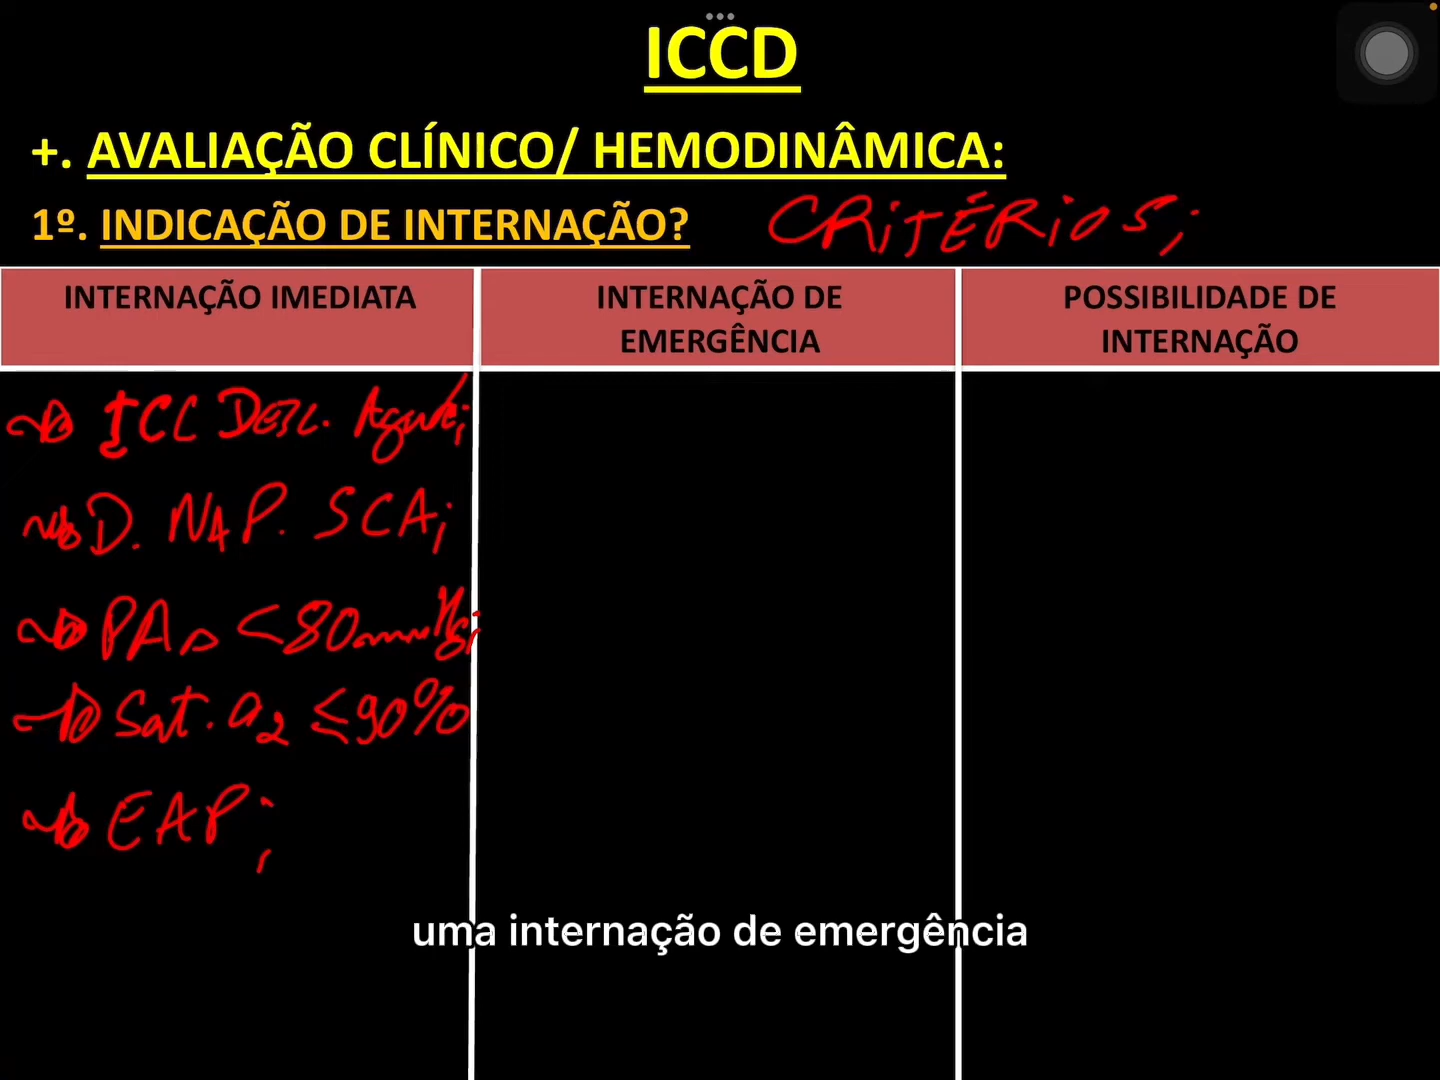 ICCD
+. AVALIAÇÃO CLÍNICO/ HEMODINÂMICA:
1º. INDICAÇÃO DE INTERNAÇÃO? CRITÉRIOS;
INTERNAÇÃO IMEDIATA
INTERNAÇÃO DE
EMERGÊNCIA
POSSIBILIDADE DE
INTERNAÇÃO
ICC DESC. Aguda;
D. NAP. SCA;
PAs <80mmHg;
Sat. O2 ≤90%
EAP;
uma internação de emergência